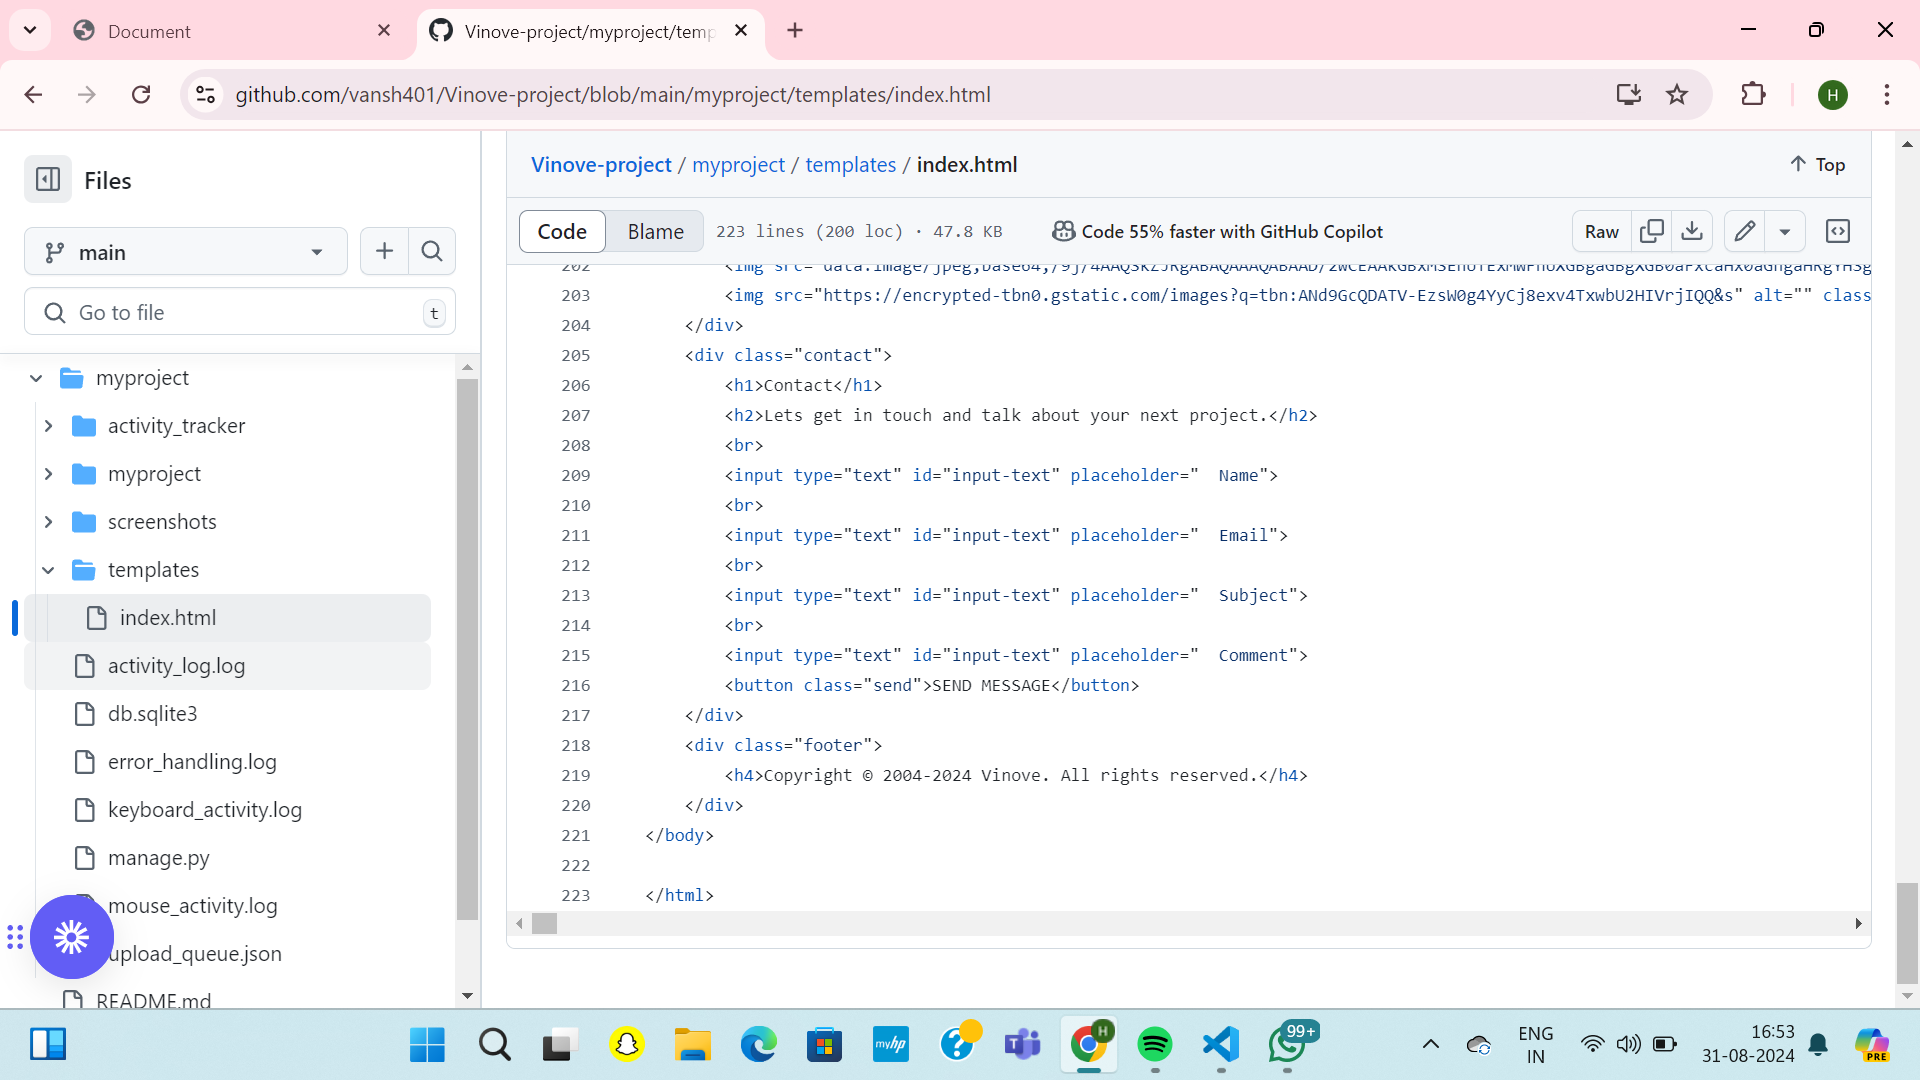 Document
Vinove-project/myproject/temp
github.com/vansh401/Vinove-project/blob/main/myproject/templates/index.html
H
Files
main
Go to file
t
myproject
activity_tracker
myproject
screenshots
templates
index.html
activity_log.log
db.sqlite3
error_handling.log
keyboard_activity.log
manage.py
mouse_activity.log
upload_queue.json
README.md
Vinove-project / myproject / templates / index.html
Top
Code Blame 223 lines (200 loc) · 47.8 KB Code 55% faster with GitHub Copilot Raw
203 <img src="https://encrypted-tbn0.gstatic.com/images?q=tbn:ANd9GcQDATV-EzsW0g4YyCj8exv4TxwbU2HIVrjIQQ&s" alt="" class
204 </div>
205 <div class="contact">
206 <h1>Contact</h1>
207 <h2>Lets get in touch and talk about your next project.</h2>
208 <br>
209 <input type="text" id="input-text" placeholder="  Name">
210 <br>
211 <input type="text" id="input-text" placeholder="  Email">
212 <br>
213 <input type="text" id="input-text" placeholder="  Subject">
214 <br>
215 <input type="text" id="input-text" placeholder="  Comment">
216 <button class="send">SEND MESSAGE</button>
217 </div>
218 <div class="footer">
219 <h4>Copyright © 2004-2024 Vinove. All rights reserved.</h4>
220 </div>
221 </body>
222
223 </html>
myhp
H
99+
ENG
IN
16:53
31-08-2024
PRE